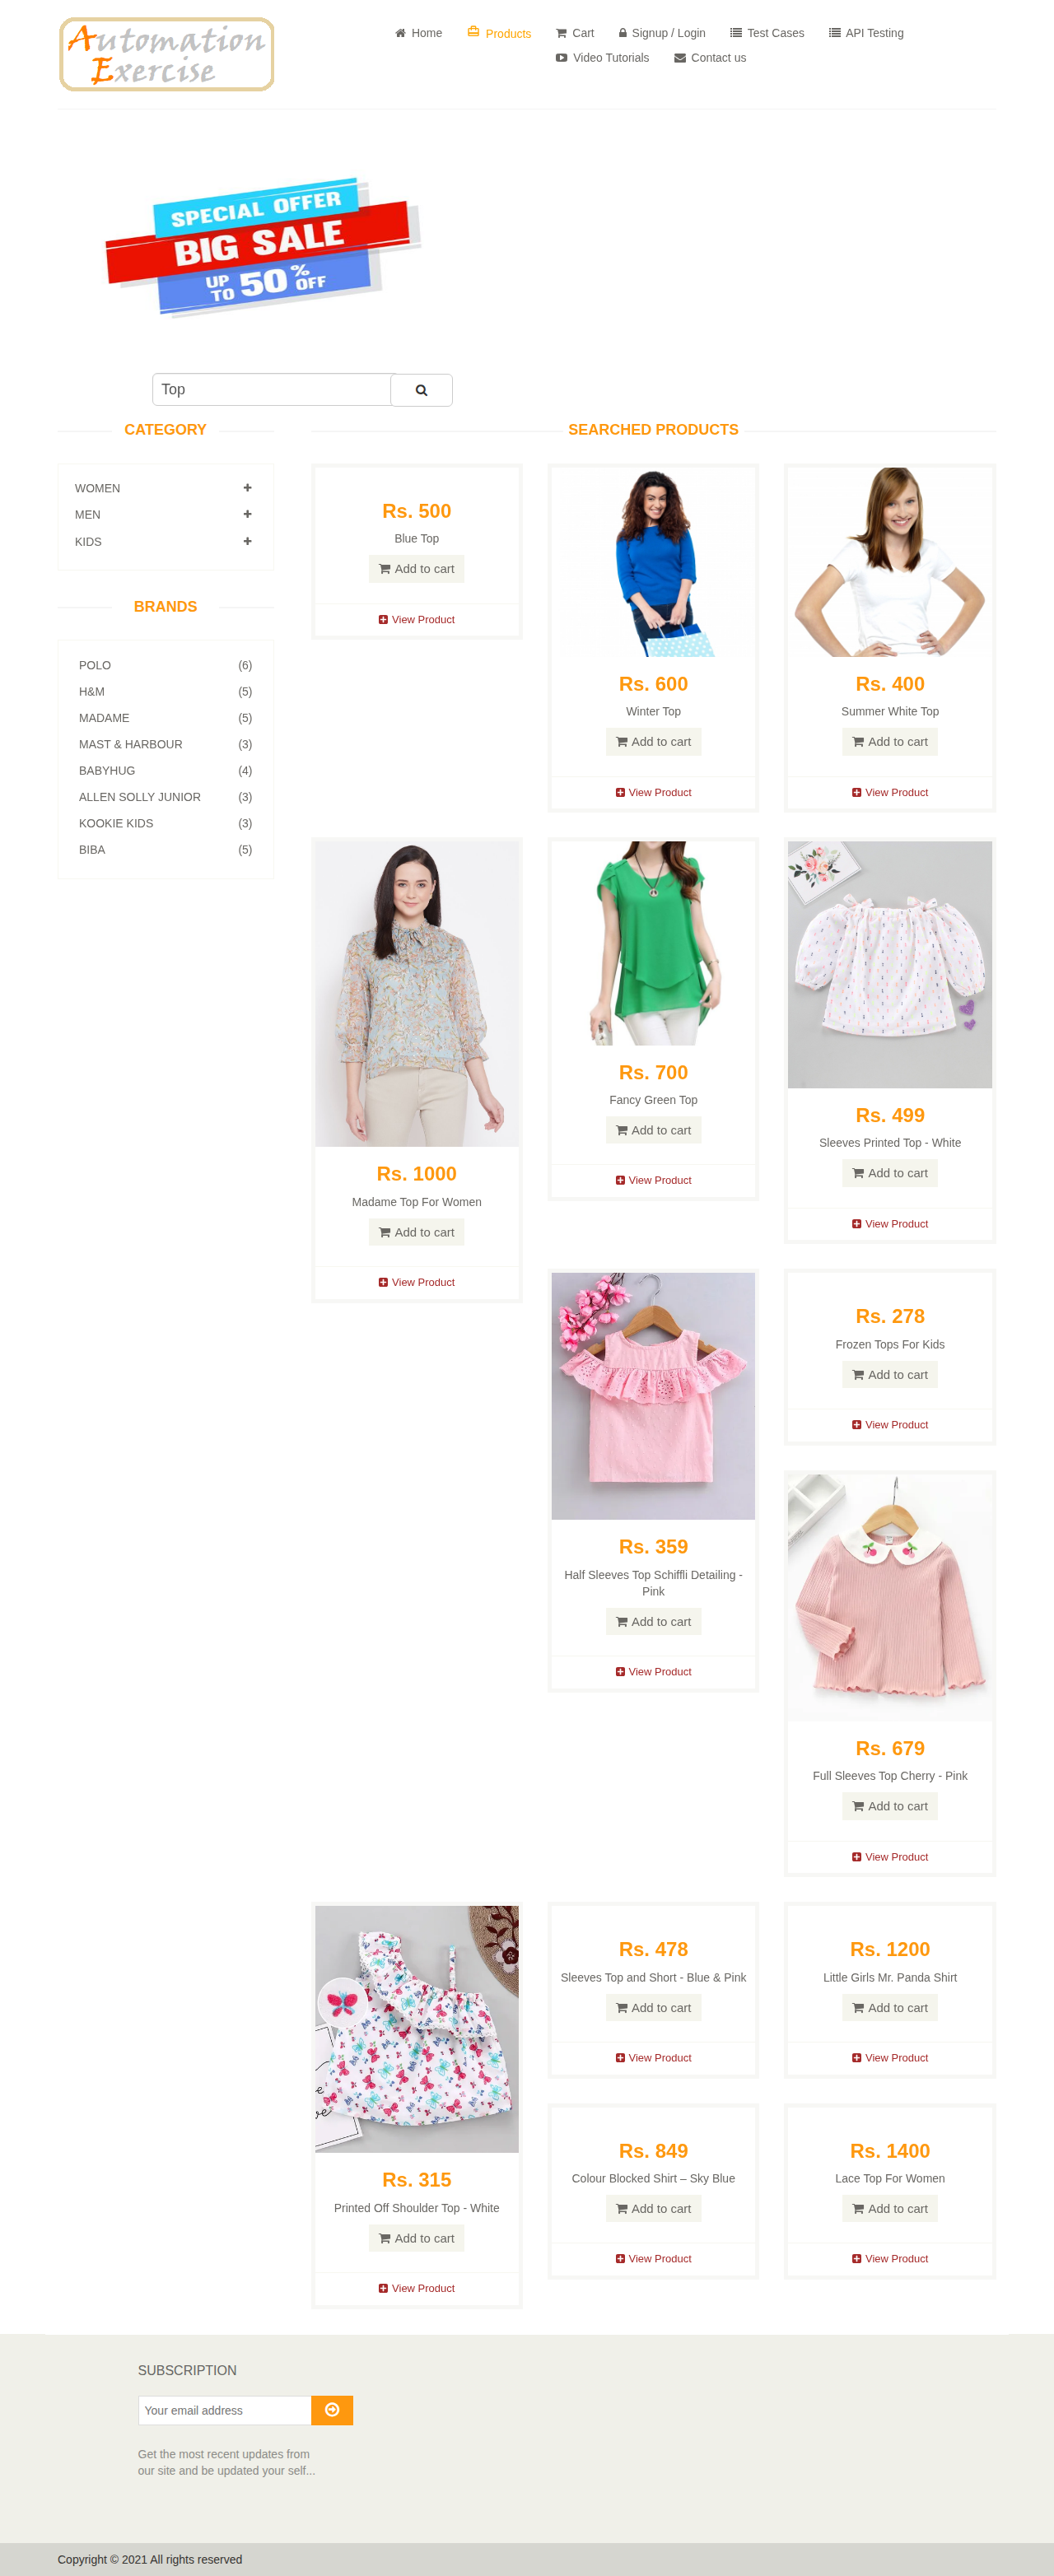 Automation
Exercise
Home
Products
Cart
Signup / Login
Test Cases
API Testing
Video Tutorials
Contact us
SPECIAL OFFER
BIG SALE
UP TO 50% OFF
Top
CATEGORY
WOMEN
MEN
KIDS
BRANDS
POLO (6)
H&M (5)
MADAME (5)
MAST & HARBOUR (3)
BABYHUG (4)
ALLEN SOLLY JUNIOR (3)
KOOKIE KIDS (3)
BIBA (5)
SEARCHED PRODUCTS
Rs. 500
Blue Top
Add to cart
View Product
Rs. 600
Winter Top
Add to cart
View Product
Rs. 400
Summer White Top
Add to cart
View Product
Rs. 1000
Madame Top For Women
Add to cart
View Product
Rs. 700
Fancy Green Top
Add to cart
View Product
Rs. 499
Sleeves Printed Top - White
Add to cart
View Product
Rs. 359
Half Sleeves Top Schiffli Detailing -
Pink
Add to cart
View Product
Rs. 278
Frozen Tops For Kids
Add to cart
View Product
Rs. 679
Full Sleeves Top Cherry - Pink
Add to cart
View Product
Rs. 315
Printed Off Shoulder Top - White
Add to cart
View Product
Rs. 478
Sleeves Top and Short - Blue & Pink
Add to cart
View Product
Rs. 1200
Little Girls Mr. Panda Shirt
Add to cart
View Product
Rs. 849
Colour Blocked Shirt – Sky Blue
Add to cart
View Product
Rs. 1400
Lace Top For Women
Add to cart
View Product
SUBSCRIPTION
Your email address
Get the most recent updates from
our site and be updated your self...
Copyright © 2021 All rights reserved